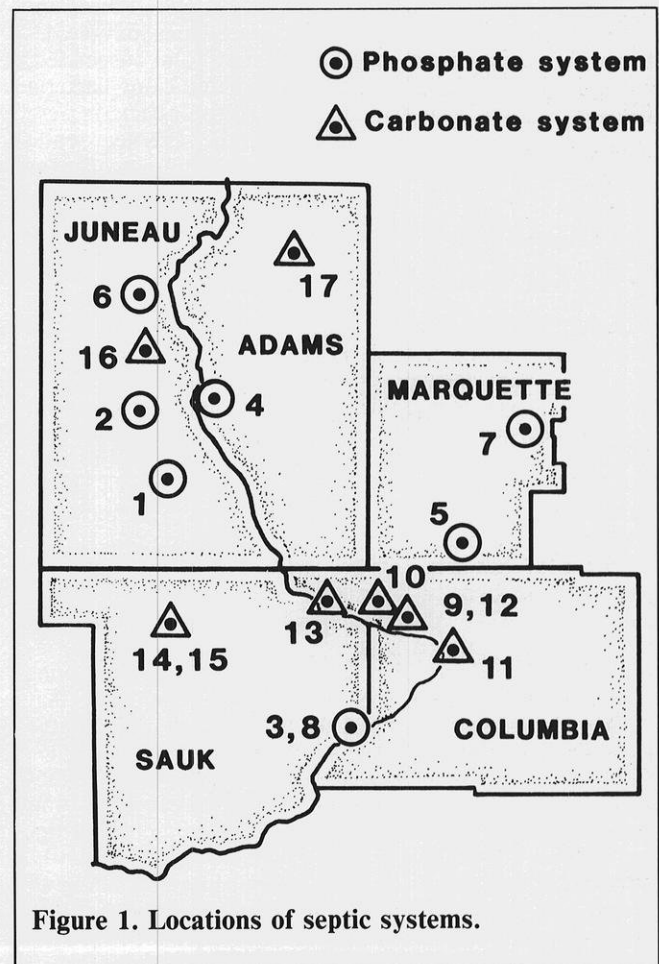 Phosphate system
Carbonate system
JUNEAU
17
6
ADAMS
16
MARQUETTE
2
4
7
1
5
10
9,12
13
14,15
11
3,8
COLUMBIA
SAUK
Figure 1. Locations of septic systems.